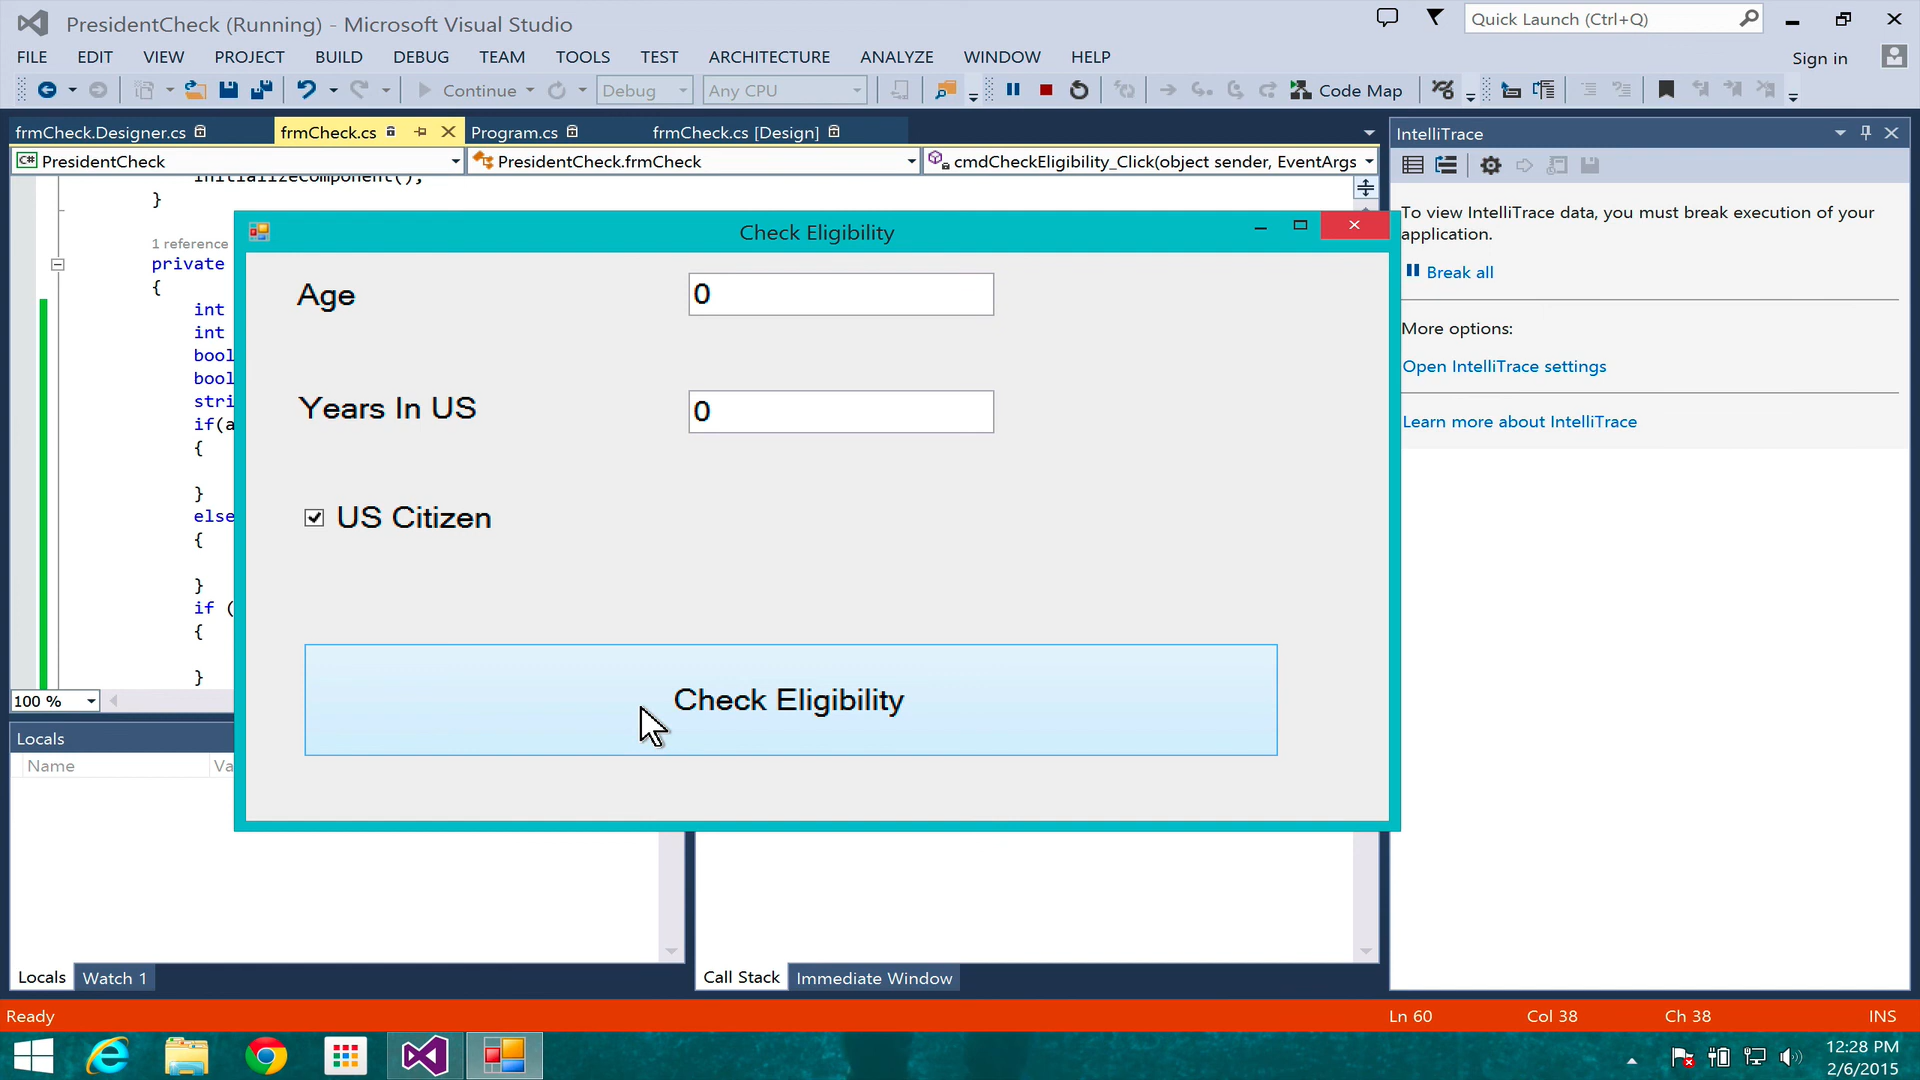 PresidentCheck (Running) - Microsoft Visual Studio
Quick Launch (Ctrl+Q)
FILE EDIT VIEW PROJECT BUILD DEBUG TEAM TOOLS TEST ARCHITECTURE ANALYZE WINDOW HELP
Sign in
Continue Debug Any CPU Code Map
frmCheck.Designer.cs frmCheck.cs Program.cs frmCheck.cs [Design]
C# PresidentCheck PresidentCheck.frmCheck cmdCheckEligibility_Click(object sender, EventArgs
InitializeComponent();
}
1 reference
private
{
int
int
bool
bool
stri
if(a
{
}
else
{
}
if (
{
}
100 %
Check Eligibility
Age 0
Years In US 0
US Citizen
Check Eligibility
IntelliTrace
To view IntelliTrace data, you must break execution of your
application.
Break all
More options:
Open IntelliTrace settings
Learn more about IntelliTrace
Locals
Name Va
Locals Watch 1
Call Stack Immediate Window
Ready Ln 60 Col 38 Ch 38 INS
12:28 PM
2/6/2015